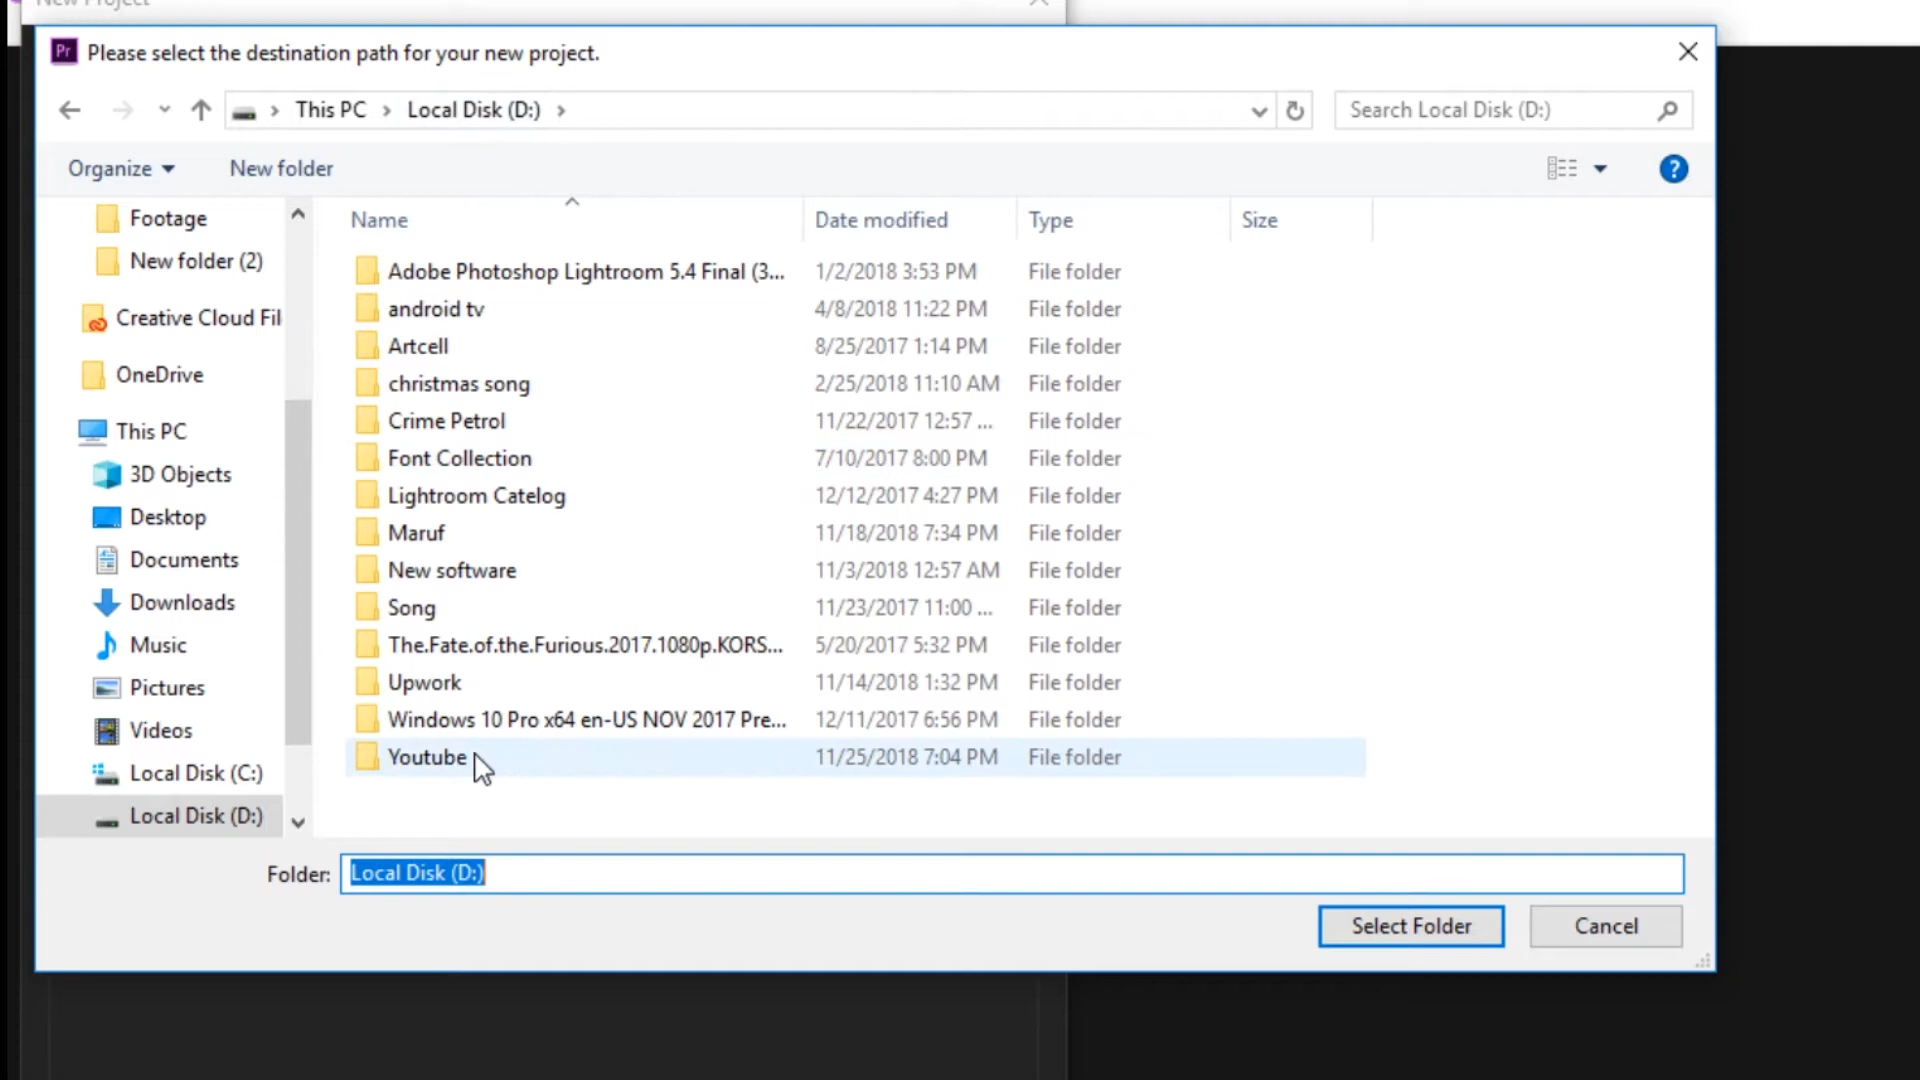 New Project
Pr Please select the destination path for your new project.
This PC Local Disk (D:)
Search Local Disk (D:)
Organize New folder
?
Name Date modified Type Size
Footage
New folder (2)
Creative Cloud Fil
OneDrive
This PC
3D Objects
Desktop
Documents
Downloads
Music
Pictures
Videos
Local Disk (C:)
Local Disk (D:)
Adobe Photoshop Lightroom 5.4 Final (3... 1/2/2018 3:53 PM File folder
android tv 4/8/2018 11:22 PM File folder
Artcell 8/25/2017 1:14 PM File folder
christmas song 2/25/2018 11:10 AM File folder
Crime Petrol 11/22/2017 12:57 ... File folder
Font Collection 7/10/2017 8:00 PM File folder
Lightroom Catelog 12/12/2017 4:27 PM File folder
Maruf 11/18/2018 7:34 PM File folder
New software 11/3/2018 12:57 AM File folder
Song 11/23/2017 11:00 ... File folder
The.Fate.of.the.Furious.2017.1080p.KORS... 5/20/2017 5:32 PM File folder
Upwork 11/14/2018 1:32 PM File folder
Windows 10 Pro x64 en-US NOV 2017 Pre... 12/11/2017 6:56 PM File folder
Youtube 11/25/2018 7:04 PM File folder
Folder: Local Disk (D:)
Select Folder Cancel